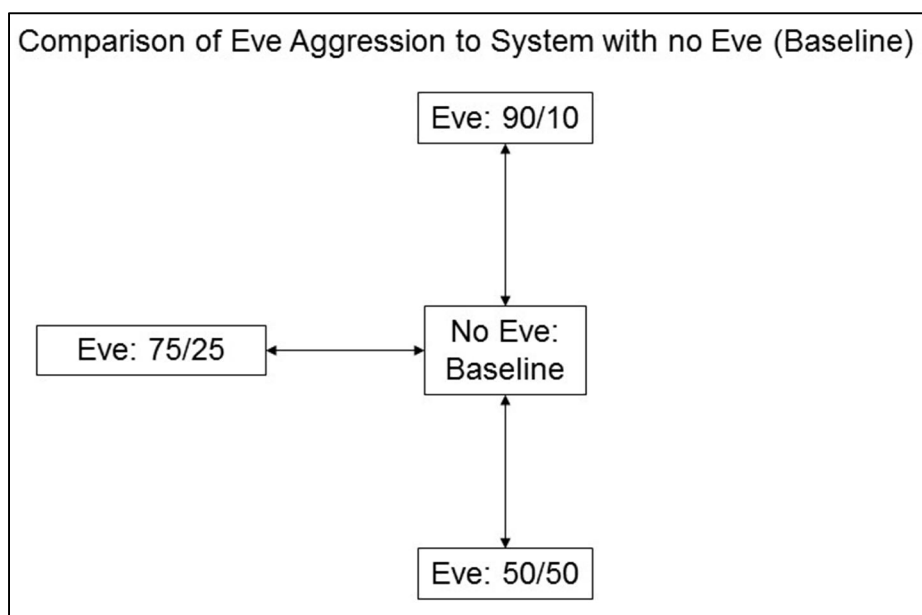 Comparison of Eve Aggression to System with no Eve (Baseline)
Eve: 90/10
No Eve:
Baseline
Eve: 75/25
Eve: 50/50